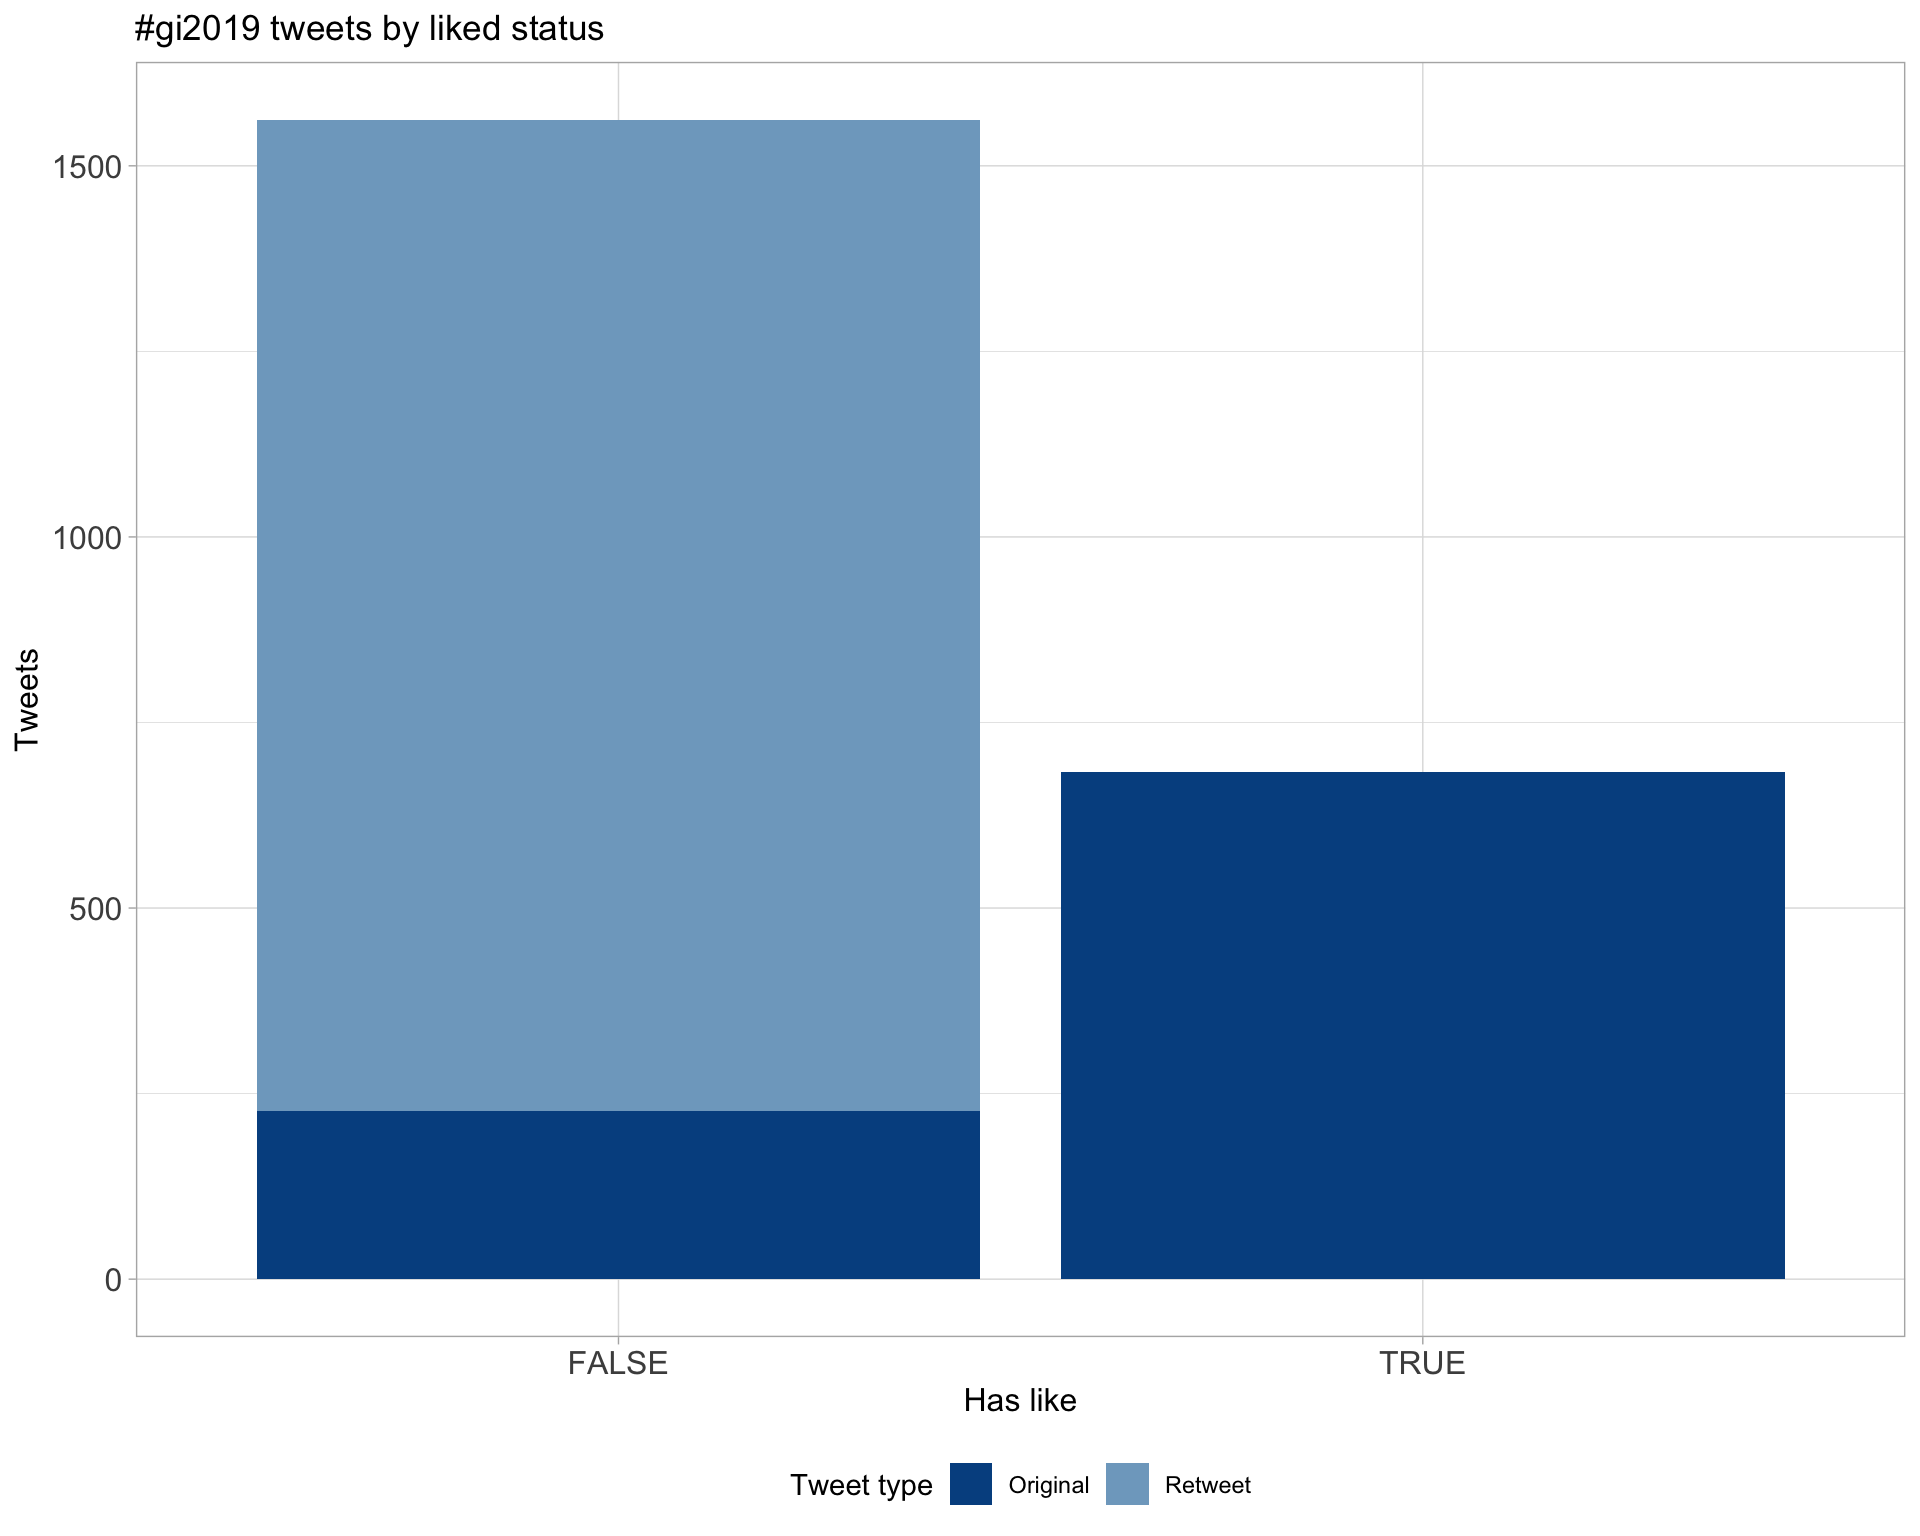 #gi2019 tweets by liked status
1500
1000
500
0
Tweets
FALSE TRUE
Has like
Tweet type Original Retweet